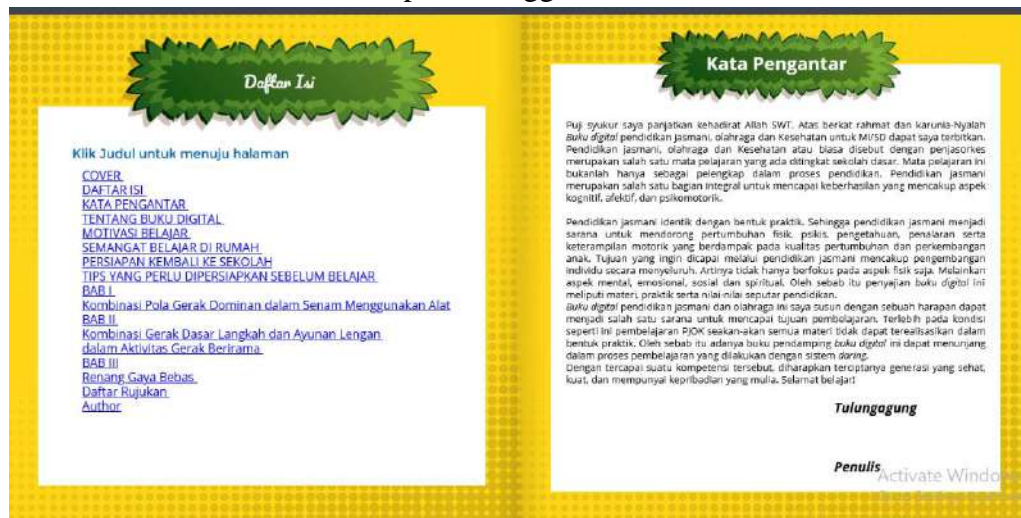 Daftar Isi
Klik Judul untuk menuju halaman
COVER
DAFTAR ISI
KATA PENGANTAR
TENTANG BUKU DIGITAL
MOTIVASI BELAJAR
SEMANGAT BELAJAR DI RUMAH
PERSIAPAN KEMBALI KE SEKOLAH
TIPS YANG PERLU DIPERSIAPKAN SEBELUM BELAJAR
BAB I
Kombinasi Pola Gerak Dominan dalam Senam Menggunakan Alat
BAB II
Kombinasi Gerak Dasar Langkah dan Ayunan Lengan
dalam Aktivitas Gerak Berirama
BAB III
Renang Gaya Bebas
Daftar Rujukan
Author
Kata Pengantar
Puji syukur saya panjatkan kehadirat Allah SWT. Atas berkat rahmat dan karunia-Nyalah
Buku digital pendidikan jasmani, olahraga dan Kesehatan untuk MI/SD dapat saya terbitkan.
Pendidikan jasmani, olahraga dan Kesehatan atau biasa disebut dengan penjasorkes
merupakan salah satu mata pelajaran yang ada ditingkat sekolah dasar. Mata pelajaran ini
bukanlah hanya sebagai pelengkap dalam proses pendidikan. Pendidikan jasmani
merupakan salah satu bagian integral untuk mencapai keberhasilan yang mencakup aspek
kognitif, afektif, dan psikomotorik.
Pendidikan jasmani identik dengan bentuk praktik. Sehingga pendidikan jasmani menjadi
sarana untuk mendorong pertumbuhan fisik, psikis, pengetahuan, penalaran serta
keterampilan motorik yang berdampak pada kualitas pertumbuhan dan perkembangan
anak. Tujuan yang ingin dicapai melalui pendidikan jasmani mencakup pengembangan
individu secara menyeluruh. Artinya tidak hanya berfokus pada aspek fisik saja. Melainkan
aspek mental, emosional, sosial dan spiritual. Oleh sebab itu penyajian buku digital ini
meliputi materi, praktik serta nilai-nilai seputar pendidikan.
Buku digital pendidikan jasmani dan olahraga ini saya susun dengan sebuah harapan dapat
menjadi salah satu sarana untuk mencapai tujuan pembelajaran. Terlebih pada kondisi
seperti ini pembelajaran PJOK seakan-akan semua materi tidak dapat terealisasikan dalam
bentuk praktik. Oleh sebab itu adanya buku pendamping buku digital ini dapat menunjang
dalam proses pembelajaran yang dilakukan dengan sistem daring.
Dengan tercapai suatu kompetensi tersebut, diharapkan terciptanya generasi yang sehat,
kuat, dan mempunyai kepribadian yang mulia. Selamat belajar!
Tulungagung
Penulis
Activate Windo